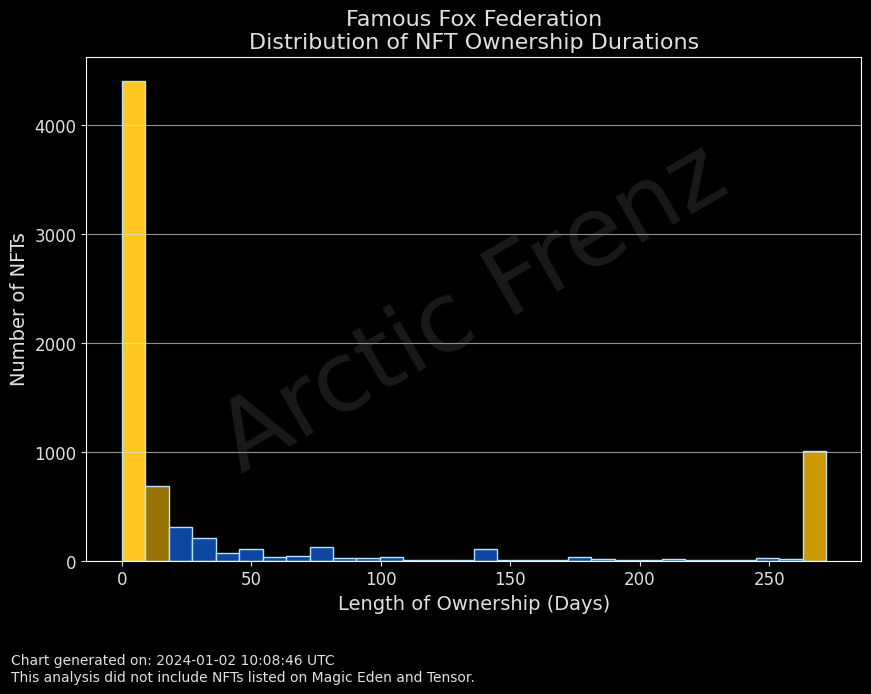 Famous Fox Federation
Distribution of NFT Ownership Durations
Number of NFTs
4000
3000
2000
1000
0
Arctic Frenz
0 50 100 150 200 250
Length of Ownership (Days)
Chart generated on: 2024-01-02 10:08:46 UTC
This analysis did not include NFTs listed on Magic Eden and Tensor.